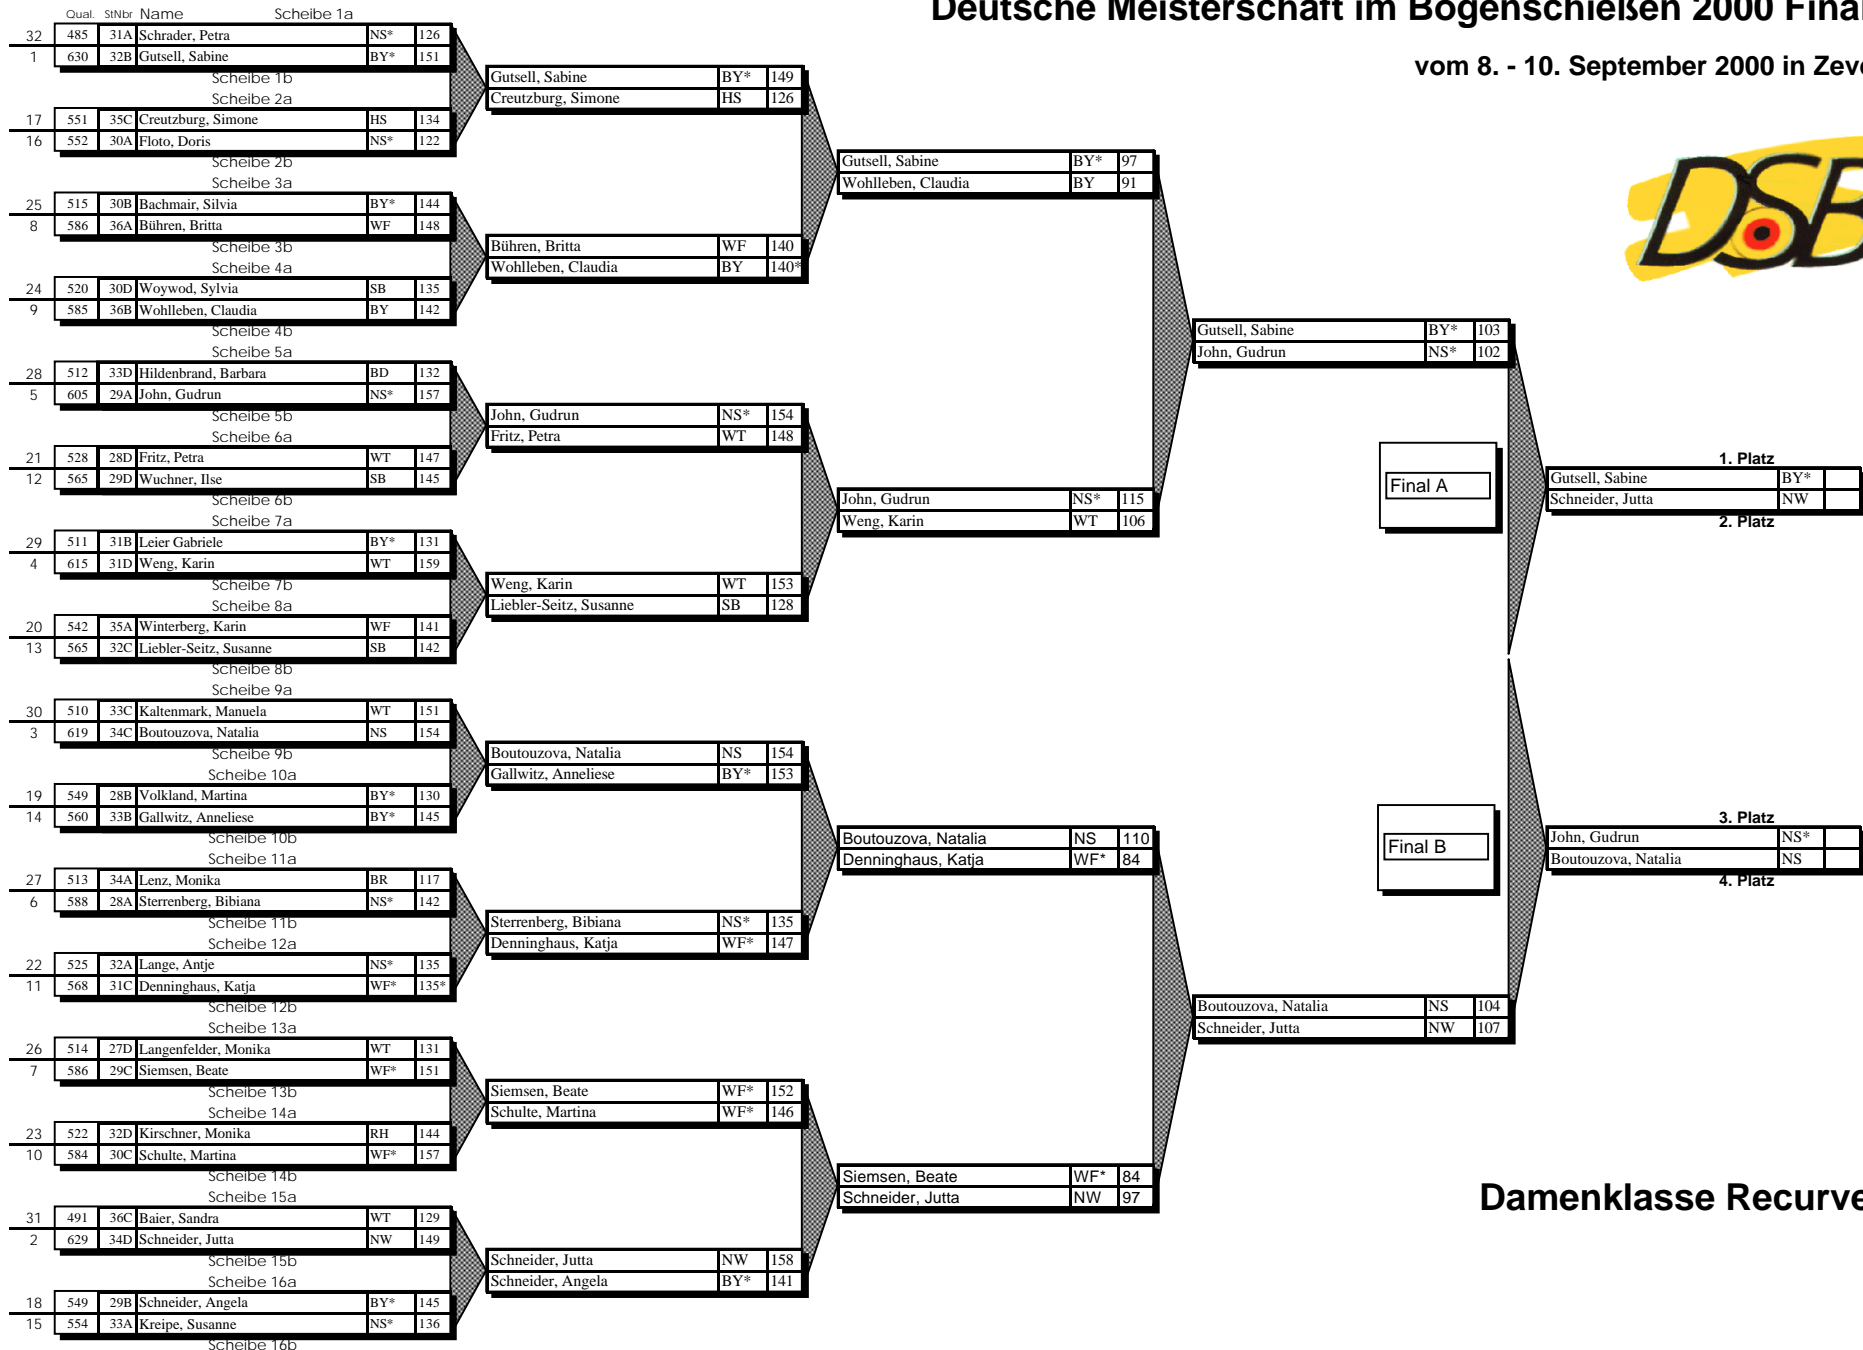 Deutsche Meisterschaft im Bogenschießen 2000 Final
vom 8. - 10. September 2000 in Zeve
DSB
Qual. StNbr Name Scheibe 1a
32 485 31A Schrader, Petra NS* 126
1 630 32B Gutsell, Sabine BY* 151
Scheibe 1b
Scheibe 2a
17 551 35C Creutzburg, Simone HS 134
16 552 30A Floto, Doris NS* 122
Scheibe 2b
Scheibe 3a
25 515 30B Bachmair, Silvia BY* 144
8 586 36A Bühren, Britta WF 148
Scheibe 3b
Scheibe 4a
24 520 30D Woywod, Sylvia SB 135
9 585 36B Wohlleben, Claudia BY 142
Scheibe 4b
Scheibe 5a
28 512 33D Hildenbrand, Barbara BD 132
5 605 29A John, Gudrun NS* 157
Scheibe 5b
Scheibe 6a
21 528 28D Fritz, Petra WT 147
12 565 29D Wuchner, Ilse SB 145
Scheibe 6b
Scheibe 7a
29 511 31B Leier Gabriele BY* 131
4 615 31D Weng, Karin WT 159
Scheibe 7b
Scheibe 8a
20 542 35A Winterberg, Karin WF 141
13 565 32C Liebler-Seitz, Susanne SB 142
Scheibe 8b
Scheibe 9a
30 510 33C Kaltenmark, Manuela WT 151
3 619 34C Boutouzova, Natalia NS 154
Scheibe 9b
Scheibe 10a
19 549 28B Volkland, Martina BY* 130
14 560 33B Gallwitz, Anneliese BY* 145
Scheibe 10b
Scheibe 11a
27 513 34A Lenz, Monika BR 117
6 588 28A Sterrenberg, Bibiana NS* 142
Scheibe 11b
Scheibe 12a
22 525 32A Lange, Antje NS* 135
11 568 31C Denninghaus, Katja WF* 135*
Scheibe 12b
Scheibe 13a
26 514 27D Langenfelder, Monika WT 131
7 586 29C Siemsen, Beate WF* 151
Scheibe 13b
Scheibe 14a
23 522 32D Kirschner, Monika RH 144
10 584 30C Schulte, Martina WF* 157
Scheibe 14b
Scheibe 15a
31 491 36C Baier, Sandra WT 129
2 629 34D Schneider, Jutta NW 149
Scheibe 15b
Scheibe 16a
18 549 29B Schneider, Angela BY* 145
15 554 33A Kreipe, Susanne NS* 136
Scheibe 16b
Gutsell, Sabine BY* 149
Creutzburg, Simone HS 126
Bühren, Britta WF 140
Wohlleben, Claudia BY 140*
John, Gudrun NS* 154
Fritz, Petra WT 148
Weng, Karin WT 153
Liebler-Seitz, Susanne SB 128
Boutouzova, Natalia NS 154
Gallwitz, Anneliese BY* 153
Sterrenberg, Bibiana NS* 135
Denninghaus, Katja WF* 147
Siemsen, Beate WF* 152
Schulte, Martina WF* 146
Schneider, Jutta NW 158
Schneider, Angela BY* 141
Gutsell, Sabine BY* 97
Wohlleben, Claudia BY 91
John, Gudrun NS* 115
Weng, Karin WT 106
Boutouzova, Natalia NS 110
Denninghaus, Katja WF* 84
Siemsen, Beate WF* 84
Schneider, Jutta NW 97
Gutsell, Sabine BY* 103
John, Gudrun NS* 102
Boutouzova, Natalia NS 104
Schneider, Jutta NW 107
Final A
1. Platz
Gutsell, Sabine BY*
Schneider, Jutta NW
2. Platz
Final B
3. Platz
John, Gudrun NS*
Boutouzova, Natalia NS
4. Platz
Damenklasse Recurve